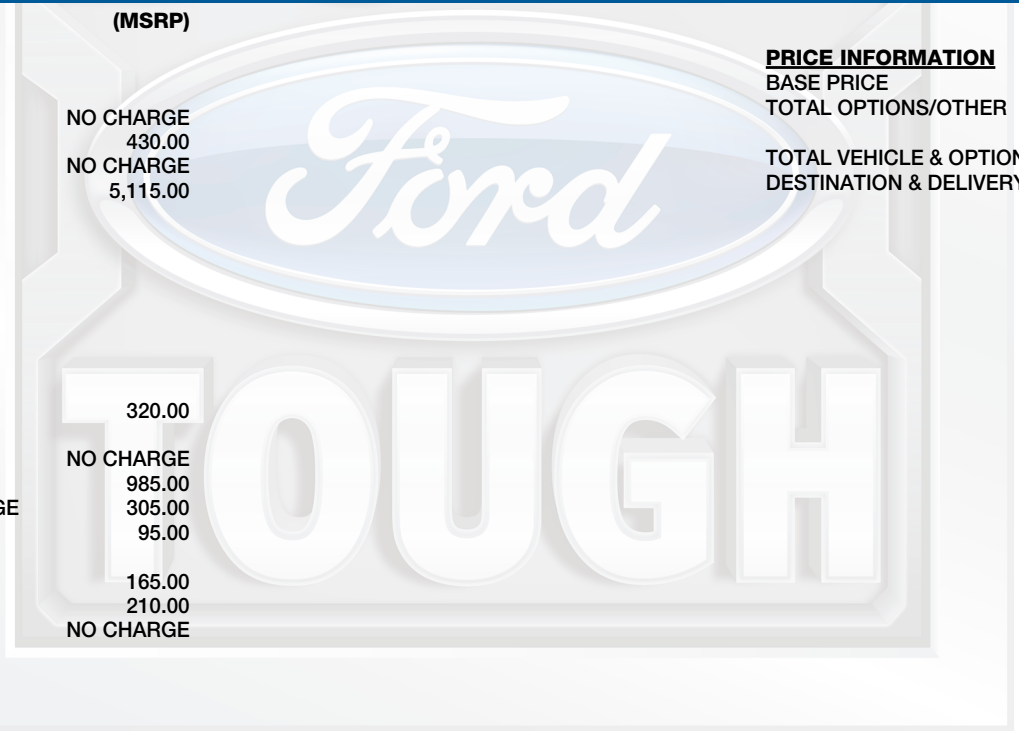 (MSRP)
NO CHARGE
430.00
NO CHARGE
5,115.00
320.00
NO CHARGE
985.00
GE 305.00
95.00
165.00
210.00
NO CHARGE
PRICE INFORMATION
BASE PRICE
TOTAL OPTIONS/OTHER
TOTAL VEHICLE & OPTION
DESTINATION & DELIVERY
Ford
TOUGH